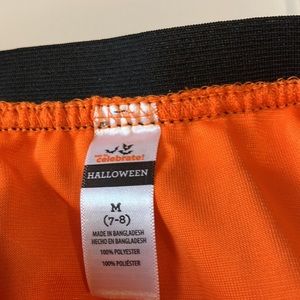 celebrate!
HALLOWEEN
M
(7-8)
MADE IN BANGLADESH
HECHO EN BANGLADESH
100% POLYESTER
100% POLIÉSTER